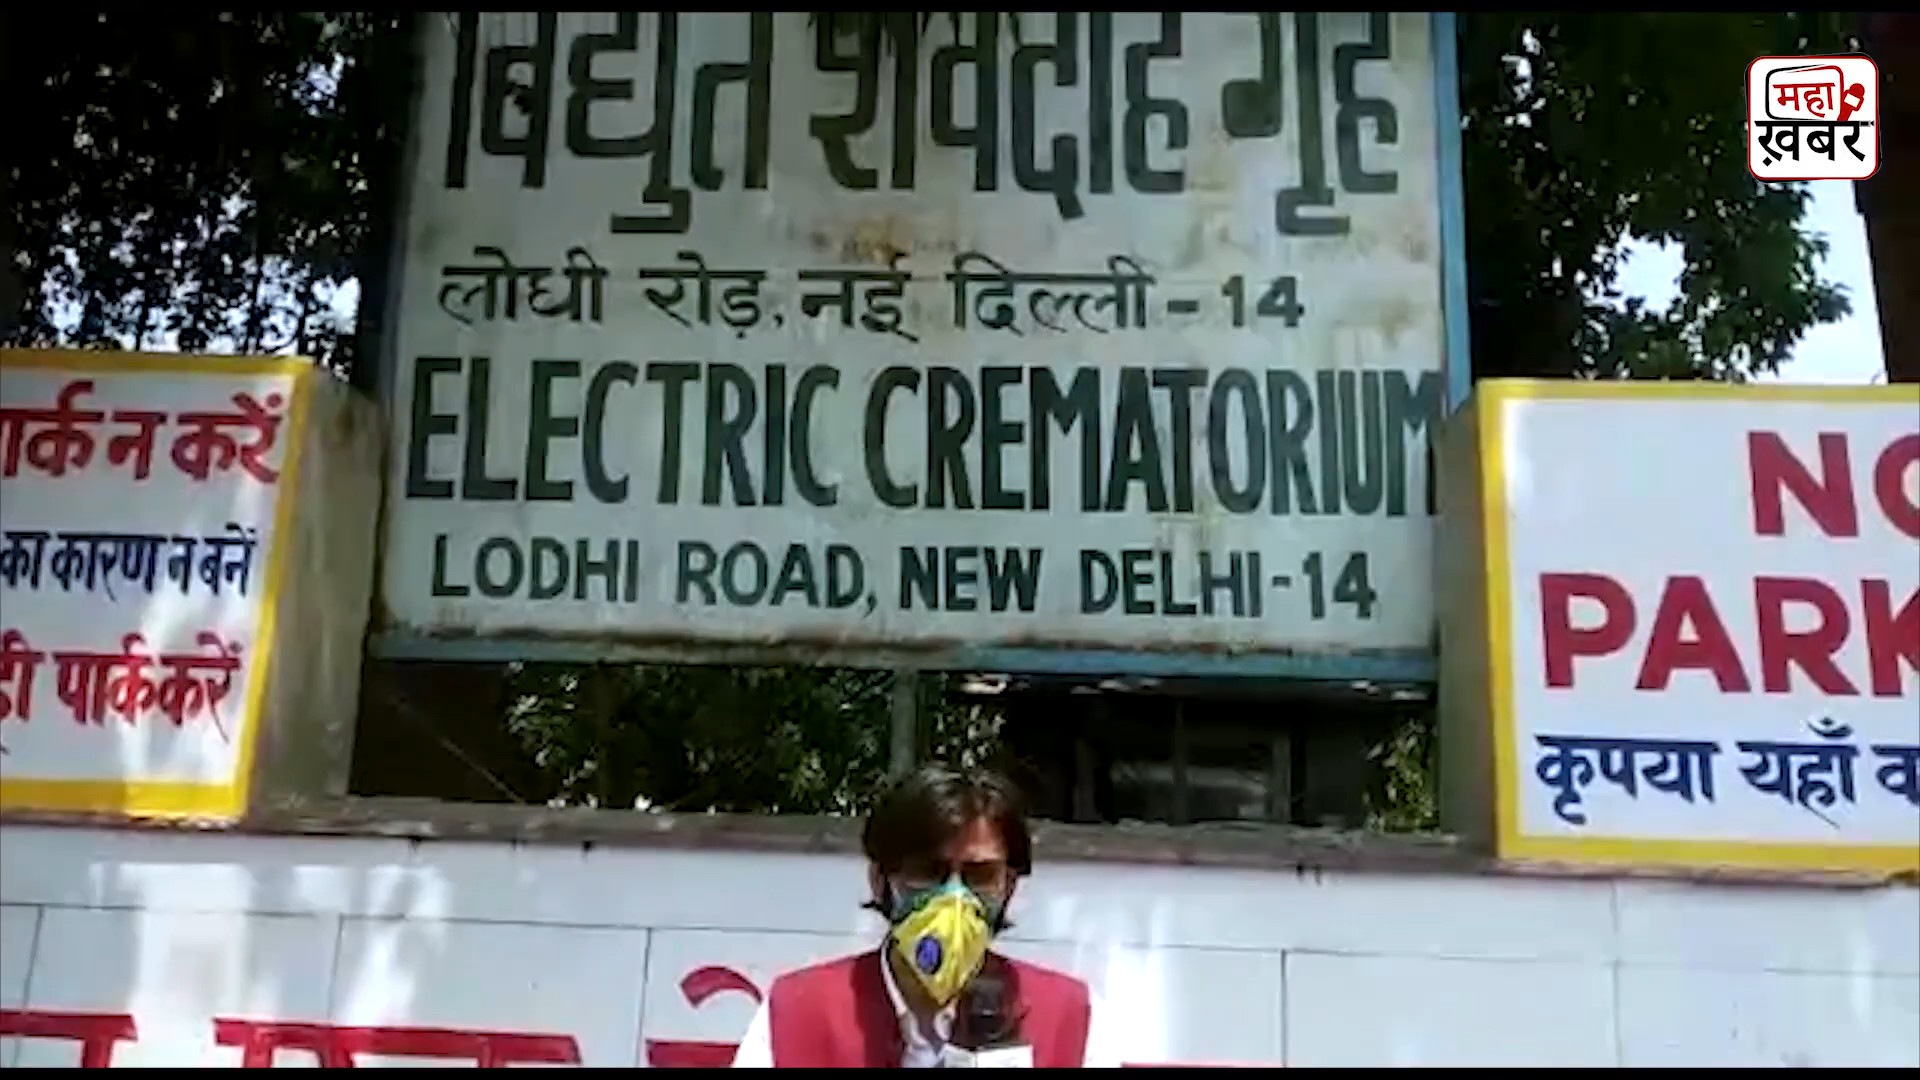 बिद्युत शवदाह गृह
लोधी रोड़, नई दिल्ली - 14
ELECTRIC CREMATORIUM
LODHI ROAD, NEW DELHI - 14
न करें
का कारण न बनें
पार्क करें
PARK
कृपया यहाँ
महा
ख़बर